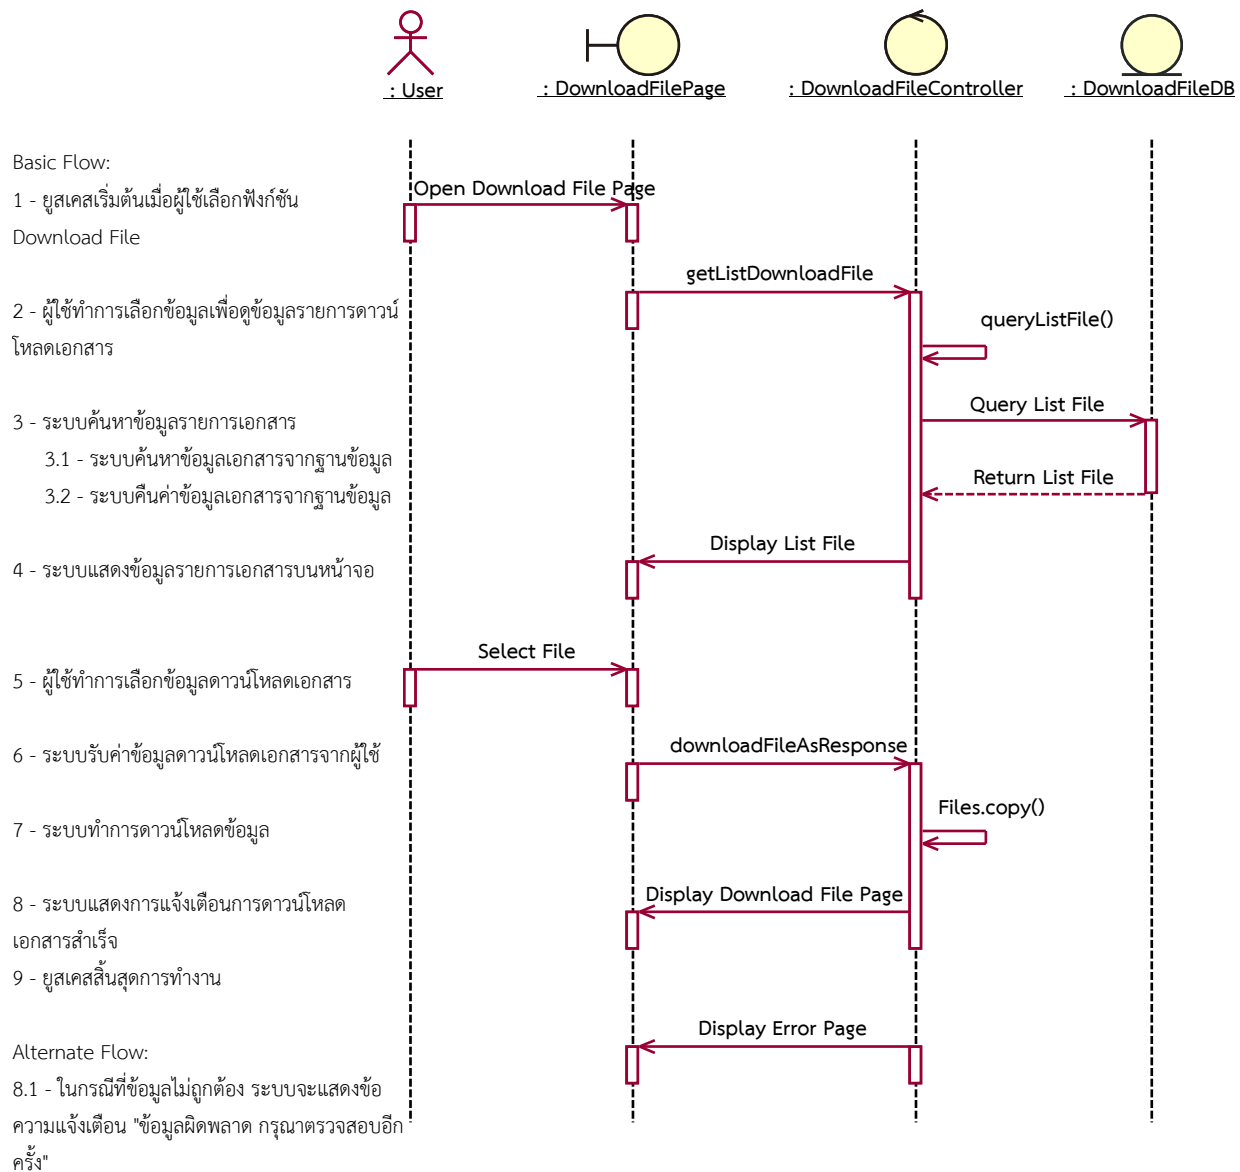 : User
: DownloadFilePage
: DownloadFileController
: DownloadFileDB
Basic Flow:
1 - ยูสเคสเริ่มต้นเมื่อผู้ใช้เลือกฟังก์ชัน
Download File
Open Download File Page
getListDownloadFile
2 - ผู้ใช้ทำการเลือกข้อมูลเพื่อดูข้อมูลรายการดาวน์
โหลดเอกสาร
queryListFile()
3 - ระบบค้นหาข้อมูลรายการเอกสาร
3.1 - ระบบค้นหาข้อมูลเอกสารจากฐานข้อมูล
3.2 - ระบบคืนค่าข้อมูลเอกสารจากฐานข้อมูล
Query List File
Return List File
Display List File
4 - ระบบแสดงข้อมูลรายการเอกสารบนหน้าจอ
Select File
5 - ผู้ใช้ทำการเลือกข้อมูลดาวน์โหลดเอกสาร
6 - ระบบรับค่าข้อมูลดาวน์โหลดเอกสารจากผู้ใช้
downloadFileAsResponse
Files.copy()
7 - ระบบทำการดาวน์โหลดข้อมูล
Display Download File Page
8 - ระบบแสดงการแจ้งเตือนการดาวน์โหลด
เอกสารสำเร็จ
9 - ยูสเคสสิ้นสุดการทำงาน
Display Error Page
Alternate Flow:
8.1 - ในกรณีที่ข้อมูลไม่ถูกต้อง ระบบจะแสดงข้อ
ความแจ้งเตือน "ข้อมูลผิดพลาด กรุณาตรวจสอบอีก
ครั้ง"